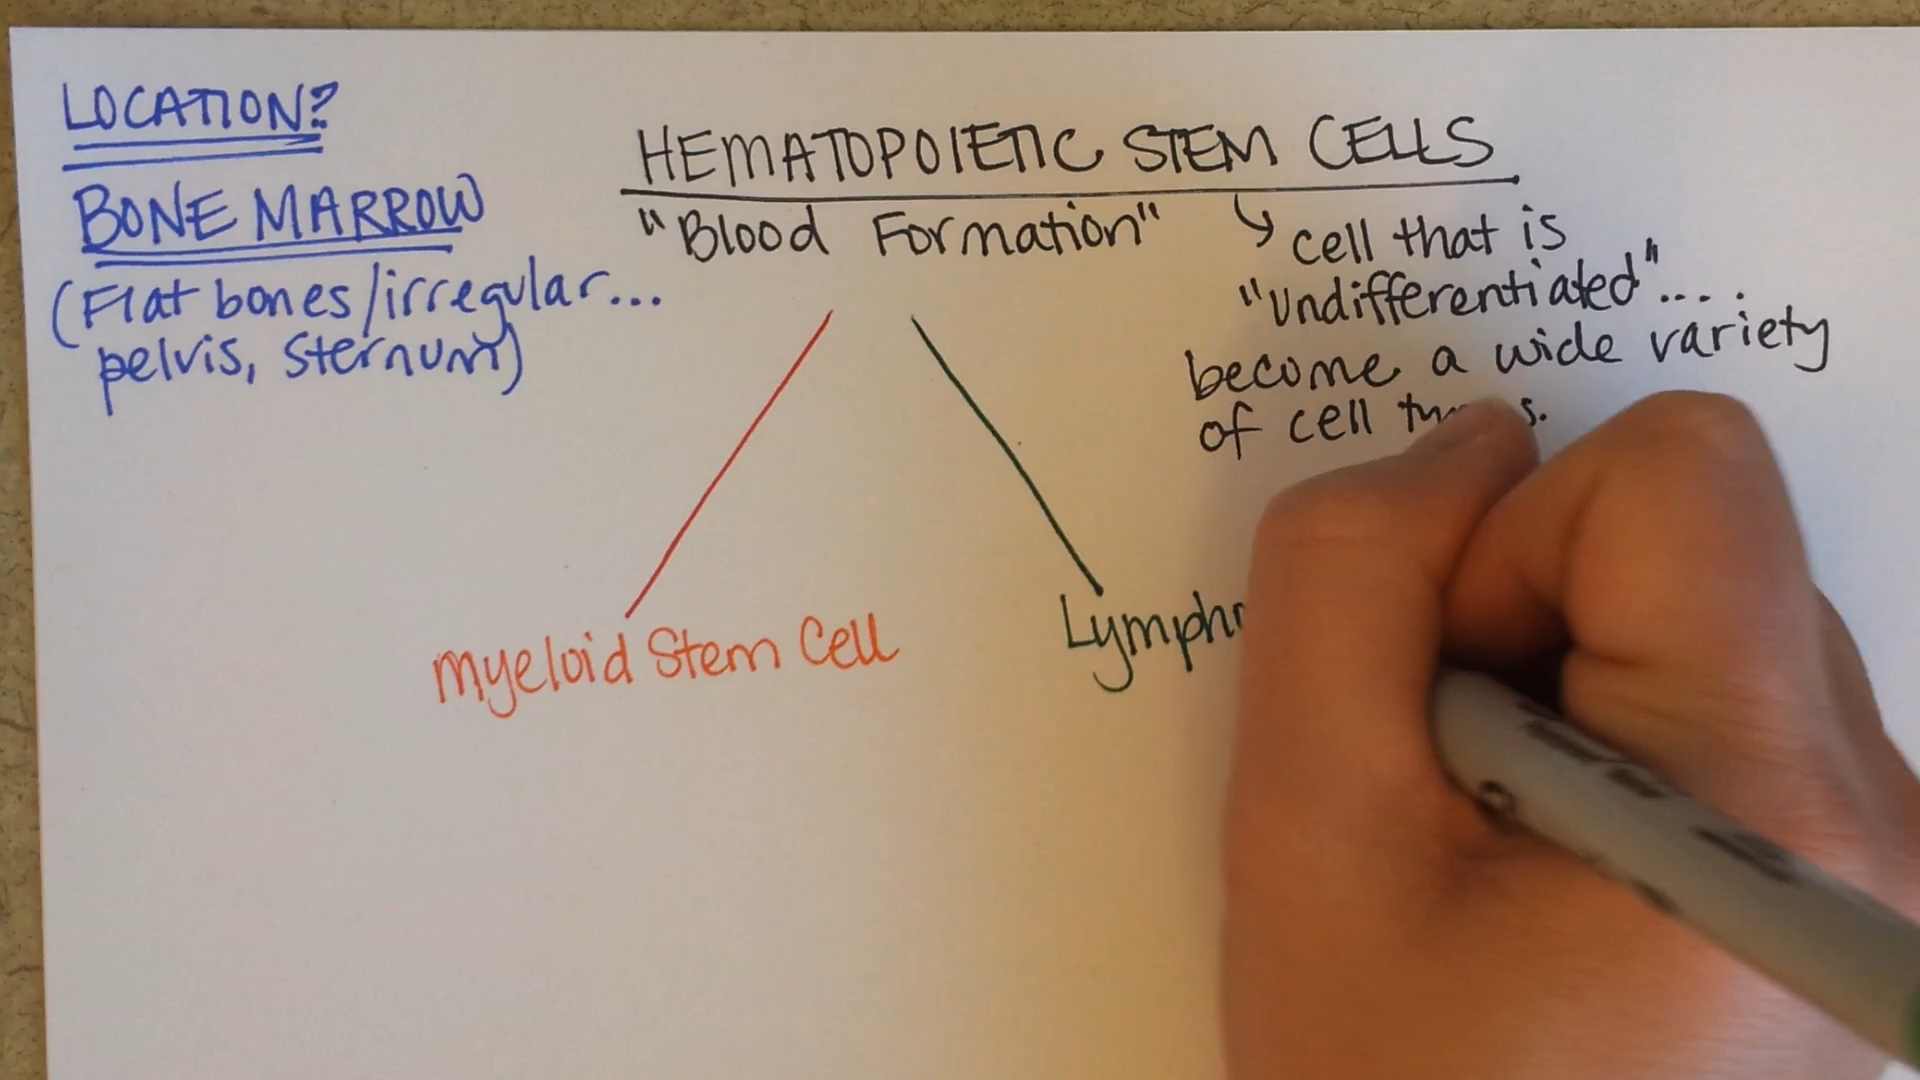 LOCATION?
BONE MARROW
(Flat bones/irregular...
pelvis, sternum)
HEMATOPOIETIC STEM CELLS
"Blood Formation"
cell that is
"undifferentiated"....
become a wide variety
of cell
myeloid Stem Cell